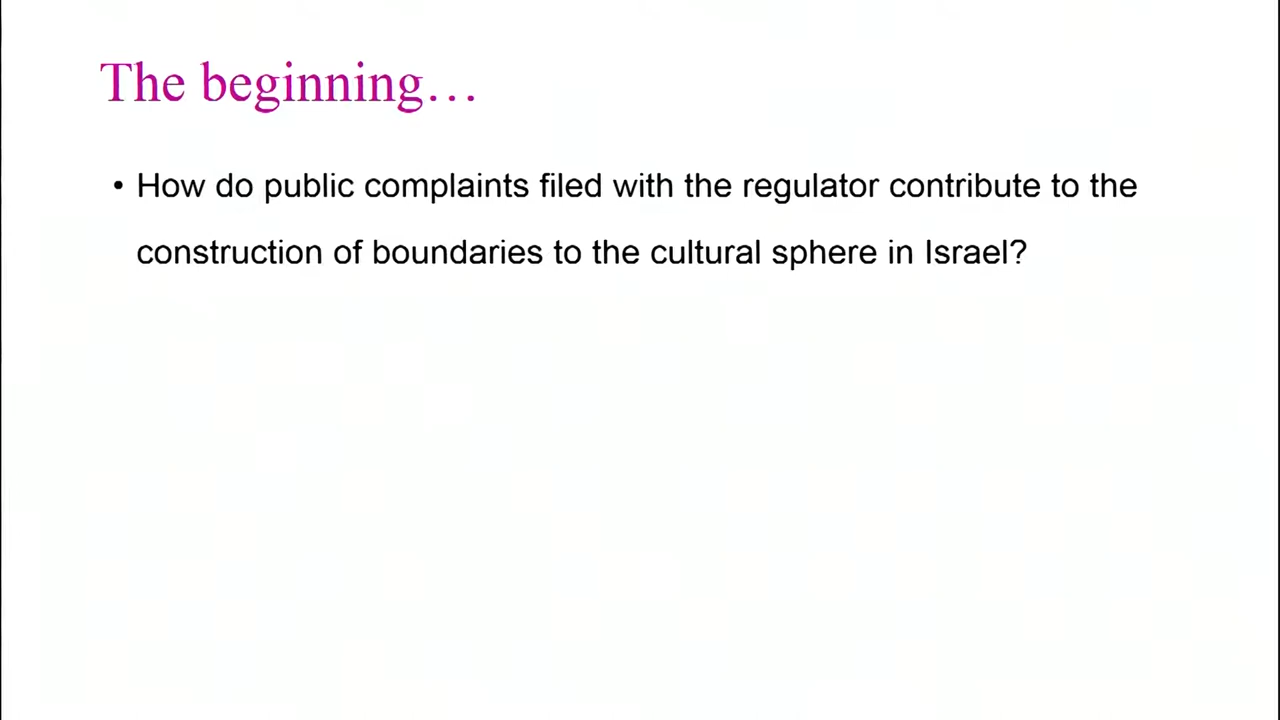 The beginning…
• How do public complaints filed with the regulator contribute to the
construction of boundaries to the cultural sphere in Israel?